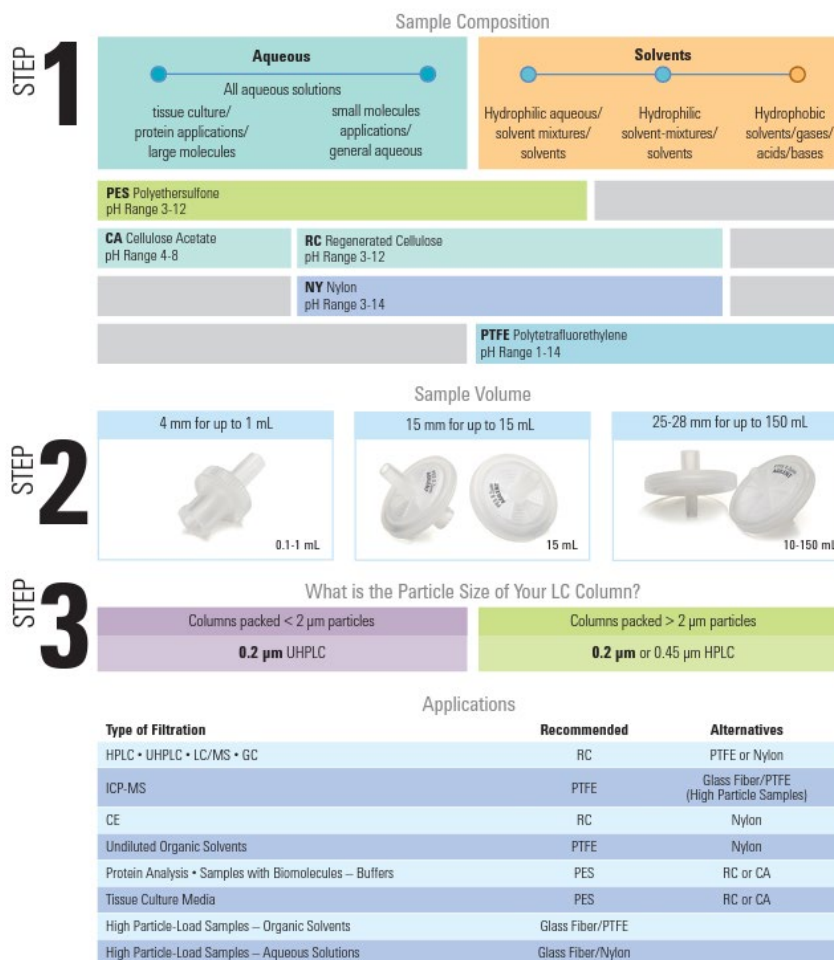 Sample Composition
STEP
1
Aqueous
All aqueous solutions
tissue culture/
protein applications/
large molecules
small molecules
applications/
general aqueous
Solvents
Hydrophilic aqueous/
solvent mixtures/
solvents
Hydrophilic
solvent-mixtures/
solvents
Hydrophobic
solvents/gases/
acids/bases
PES Polyethersulfone
pH Range 3-12
CA Cellulose Acetate
pH Range 4-8
RC Regenerated Cellulose
pH Range 3-12
NY Nylon
pH Range 3-14
PTFE Polytetrafluorethylene
pH Range 1-14
Sample Volume
STEP
2
4 mm for up to 1 mL
0.1-1 mL
15 mm for up to 15 mL
15 mL
25-28 mm for up to 150 mL
10-150 mL
STEP
3
What is the Particle Size of Your LC Column?
Columns packed < 2 µm particles
0.2 µm UHPLC
Columns packed > 2 µm particles
0.2 µm or 0.45 µm HPLC
Applications
Type of Filtration Recommended Alternatives
HPLC • UHPLC • LC/MS • GC RC PTFE or Nylon
ICP-MS PTFE Glass Fiber/PTFE
(High Particle Samples)
CE RC Nylon
Undiluted Organic Solvents PTFE Nylon
Protein Analysis • Samples with Biomolecules – Buffers PES RC or CA
Tissue Culture Media PES RC or CA
High Particle-Load Samples – Organic Solvents Glass Fiber/PTFE
High Particle-Load Samples – Aqueous Solutions Glass Fiber/Nylon